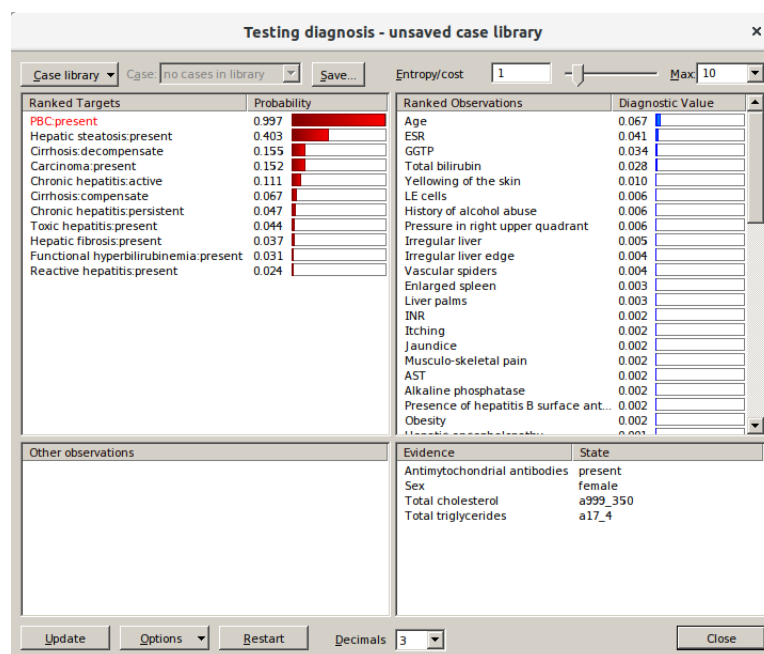 Testing diagnosis - unsaved case library ×
Case library Case: no cases in library Save... Entropy/cost 1 Max: 10
Ranked Targets Probability
PBC:present 0.997
Hepatic steatosis:present 0.403
Cirrhosis:decompensate 0.155
Carcinoma:present 0.152
Chronic hepatitis:active 0.111
Cirrhosis:compensate 0.067
Chronic hepatitis:persistent 0.047
Toxic hepatitis:present 0.044
Hepatic fibrosis:present 0.037
Functional hyperbilirubinemia:present 0.031
Reactive hepatitis:present 0.024
Ranked Observations Diagnostic Value
Age 0.067
ESR 0.041
GGTP 0.034
Total bilirubin 0.028
Yellowing of the skin 0.010
LE cells 0.006
History of alcohol abuse 0.006
Pressure in right upper quadrant 0.006
Irregular liver 0.005
Irregular liver edge 0.004
Vascular spiders 0.004
Enlarged spleen 0.003
Liver palms 0.003
INR 0.002
Itching 0.002
Jaundice 0.002
Musculo-skeletal pain 0.002
AST 0.002
Alkaline phosphatase 0.002
Presence of hepatitis B surface ant... 0.002
Obesity 0.002
Other observations
Evidence State
Antimytochondrial antibodies present
Sex female
Total cholesterol a999_350
Total triglycerides a17_4
Update Options Restart Decimals 3 Close